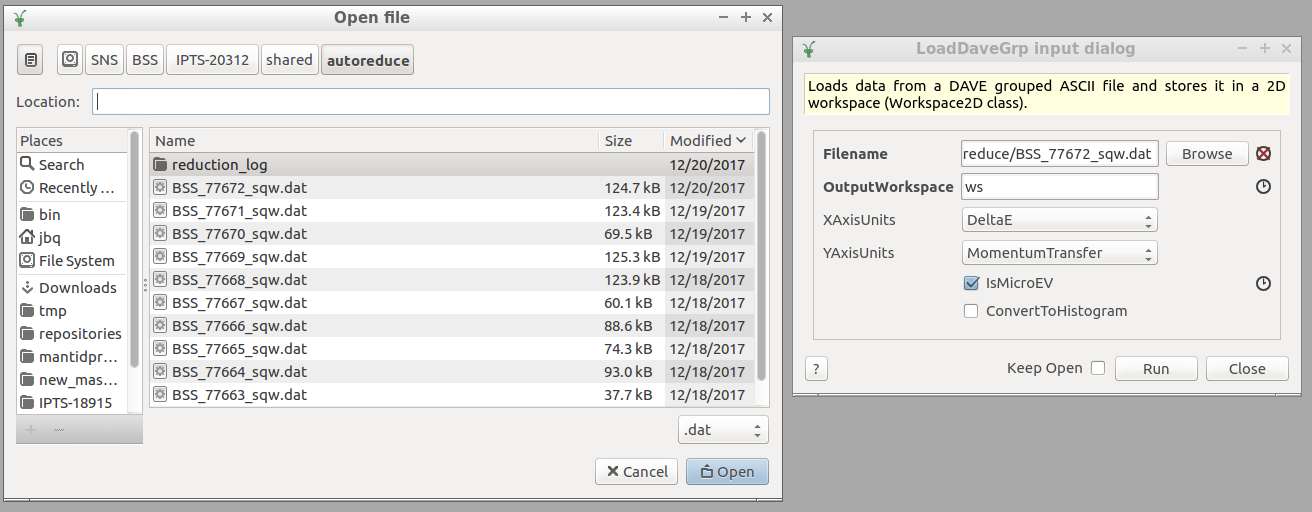 Open file
SNS BSS IPTS-20312 shared autoreduce
Location:
Places
Search
Recently ...
bin
jbq
File System
Downloads
tmp
repositories
mantidpr...
new_mas...
IPTS-18915
Name Size Modified
reduction_log 12/20/2017
BSS_77672_sqw.dat 124.7 kB 12/20/2017
BSS_77671_sqw.dat 123.4 kB 12/19/2017
BSS_77670_sqw.dat 69.5 kB 12/19/2017
BSS_77669_sqw.dat 125.3 kB 12/19/2017
BSS_77668_sqw.dat 123.9 kB 12/18/2017
BSS_77667_sqw.dat 60.1 kB 12/18/2017
BSS_77666_sqw.dat 88.6 kB 12/18/2017
BSS_77665_sqw.dat 74.3 kB 12/18/2017
BSS_77664_sqw.dat 93.0 kB 12/18/2017
BSS_77663_sqw.dat 37.7 kB 12/18/2017
.dat
Cancel Open
LoadDaveGrp input dialog
Loads data from a DAVE grouped ASCII file and stores it in a 2D
workspace (Workspace2D class).
Filename reduce/BSS_77672_sqw.dat Browse
OutputWorkspace ws
XAxisUnits DeltaE
YAxisUnits MomentumTransfer
IsMicroEV
ConvertToHistogram
? Keep Open Run Close